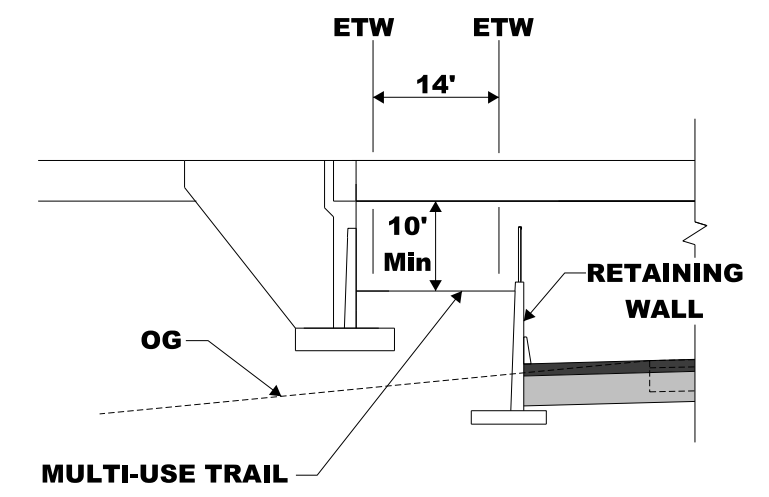 ETW ETW
14'
10'
Min
RETAINING
WALL
OG
MULTI-USE TRAIL